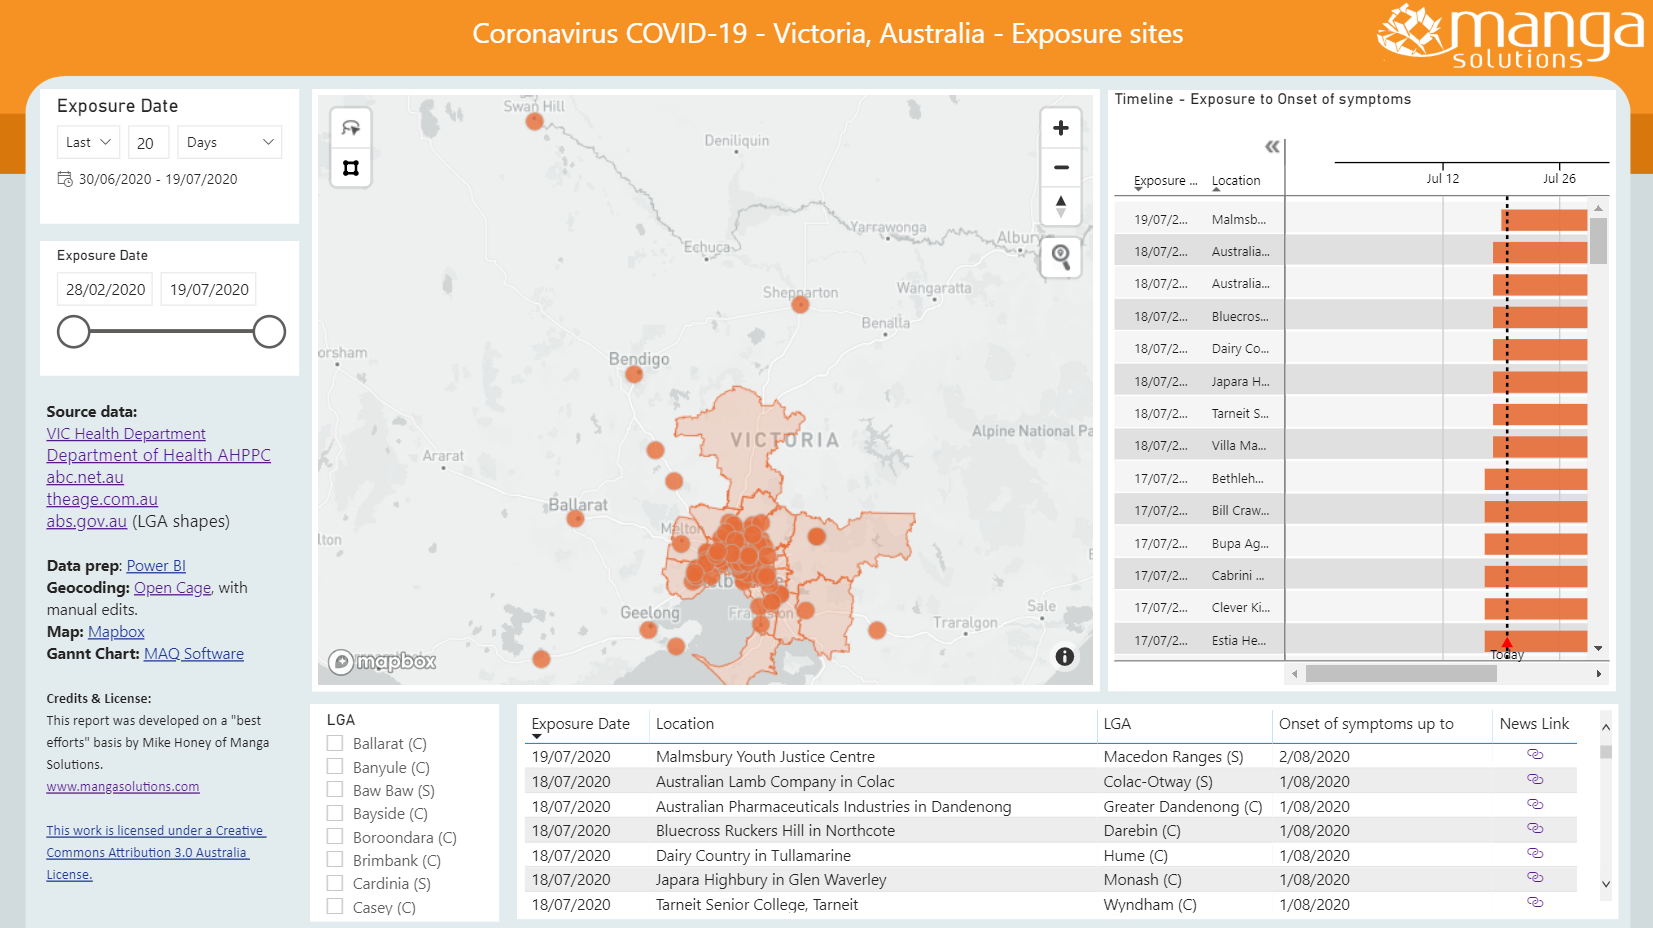 Coronavirus COVID-19 - Victoria, Australia - Exposure sites
manga
solutions
Exposure Date
Last
20
Days
30/06/2020 - 19/07/2020
Exposure Date
28/02/2020
19/07/2020
Source data:
VIC Health Department
Department of Health AHPPC
abc.net.au
theage.com.au
abs.gov.au (LGA shapes)
Data prep: Power BI
Geocoding: Open Cage, with
manual edits.
Map: Mapbox
Gannt Chart: MAQ Software
Credits & License:
This report was developed on a "best
efforts" basis by Mike Honey of Manga
Solutions.
www.mangasolutions.com
This work is licensed under a Creative
Commons Attribution 3.0 Australia
License.
Swan Hill
Deniliquin
Yarrawonga
Albury
Echuca
Shepparton
Wangaratta
Benalla
orsham
Bendigo
VICTORIA
Alpine National Pa
Ararat
Ballarat
lton
Melton
Geelong
Sale
Traralgon
mapbox
Timeline - Exposure to Onset of symptoms
Exposure ... Location
Jul 12
Jul 26
19/07/2... Malmsb...
18/07/2... Australia...
18/07/2... Australia...
18/07/2... Bluecros...
18/07/2... Dairy Co...
18/07/2... Japara H...
18/07/2... Tarneit S...
18/07/2... Villa Ma...
17/07/2... Bethleh...
17/07/2... Bill Craw...
17/07/2... Bupa Ag...
17/07/2... Cabrini ...
17/07/2... Clever Ki...
17/07/2... Estia He...
Today
LGA
Ballarat (C)
Banyule (C)
Baw Baw (S)
Bayside (C)
Boroondara (C)
Brimbank (C)
Cardinia (S)
Casey (C)
Exposure Date Location LGA Onset of symptoms up to News Link
19/07/2020 Malmsbury Youth Justice Centre Macedon Ranges (S) 2/08/2020
18/07/2020 Australian Lamb Company in Colac Colac-Otway (S) 1/08/2020
18/07/2020 Australian Pharmaceuticals Industries in Dandenong Greater Dandenong (C) 1/08/2020
18/07/2020 Bluecross Ruckers Hill in Northcote Darebin (C) 1/08/2020
18/07/2020 Dairy Country in Tullamarine Hume (C) 1/08/2020
18/07/2020 Japara Highbury in Glen Waverley Monash (C) 1/08/2020
18/07/2020 Tarneit Senior College, Tarneit Wyndham (C) 1/08/2020